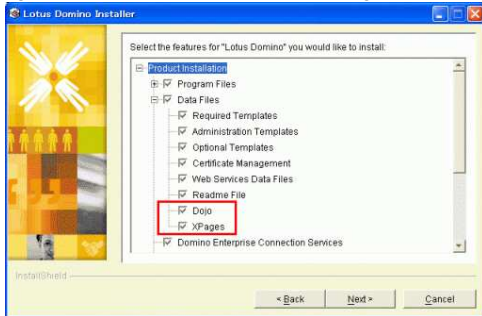 Lotus Domino Installer
Select the features for "Lotus Domino" you would like to install:
Product Installation
Program Files
Data Files
Required Templates
Administration Templates
Optional Templates
Certificate Management
Web Services Data Files
Readme File
Dojo
XPages
Domino Enterprise Connection Services
InstallShield
< Back
Next >
Cancel